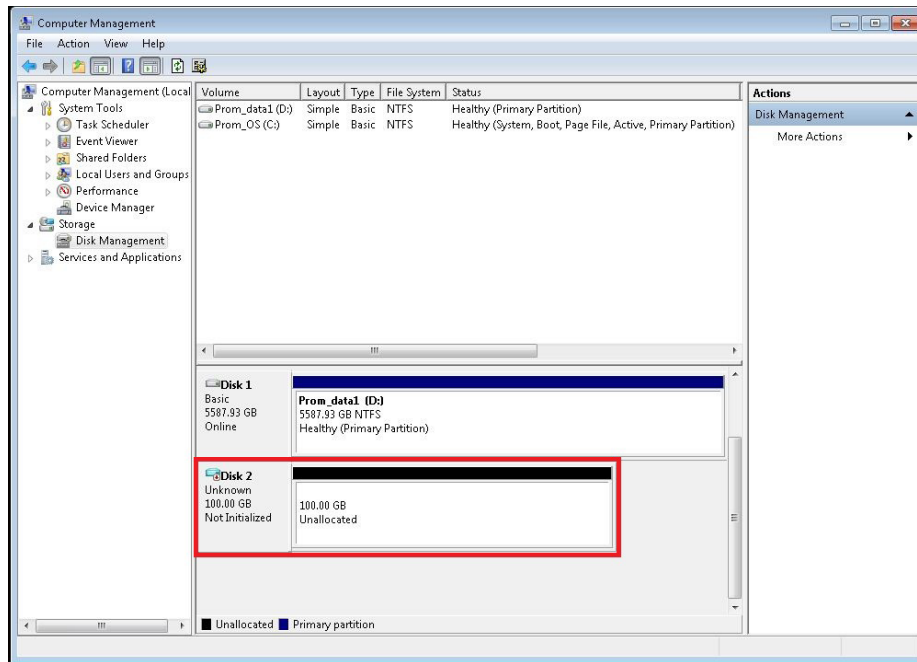 Computer Management
File Action View Help
Computer Management (Local
System Tools
Task Scheduler
Event Viewer
Shared Folders
Local Users and Groups
Performance
Device Manager
Storage
Disk Management
Services and Applications
Volume Layout Type File System Status
Prom_data1 (D:) Simple Basic NTFS Healthy (Primary Partition)
Prom_OS (C:) Simple Basic NTFS Healthy (System, Boot, Page File, Active, Primary Partition)
Disk 1
Basic
5587.93 GB
Online
Prom_data1 (D:)
5587.93 GB NTFS
Healthy (Primary Partition)
Disk 2
Unknown
100.00 GB
Not Initialized
100.00 GB
Unallocated
Unallocated Primary partition
Actions
Disk Management
More Actions